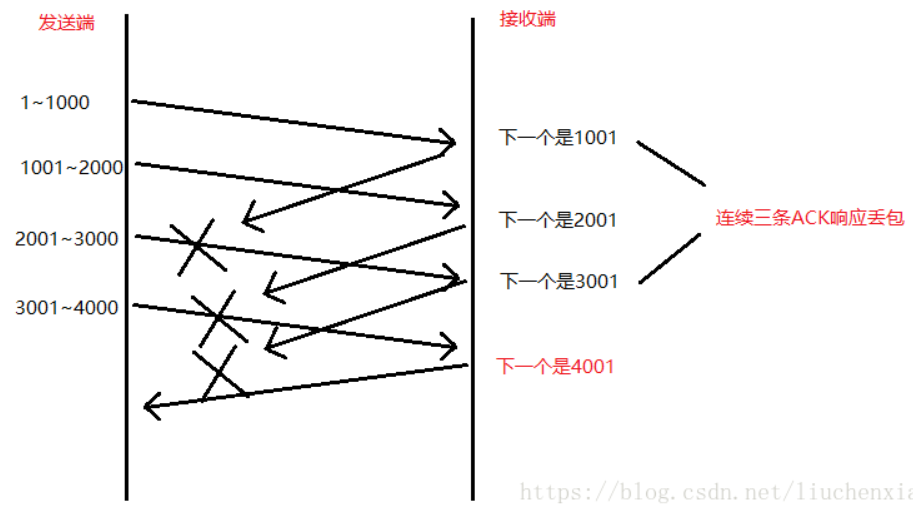 发送端
接收端
1~1000
下一个是1001
1001~2000
下一个是2001
连续三条ACK响应丢包
2001~3000
下一个是3001
3001~4000
下一个是4001
https://blog.csdn.net/liuchenxia